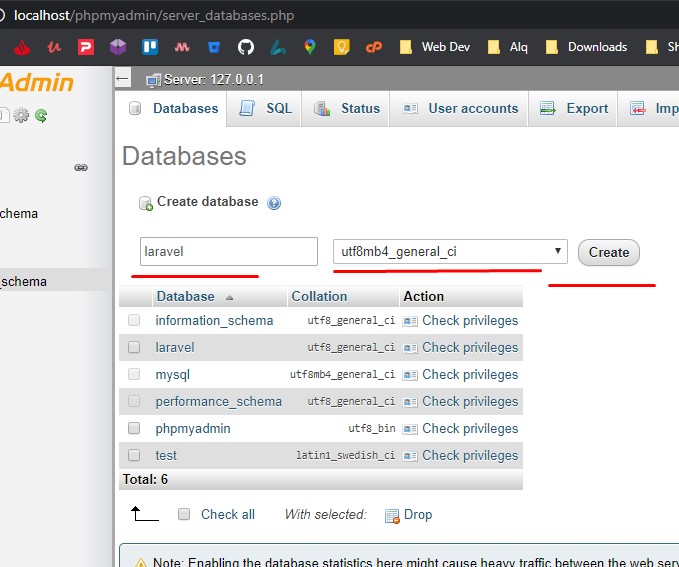 localhost/phpmyadmin/server_databases.php
Web Dev Alq Downloads Sh
Admin
Server: 127.0.0.1
Databases SQL Status User accounts Export Imp
Databases
chema
Create database
laravel utf8mb4_general_ci Create
_schema
Database Collation Action
information_schema utf8_general_ci Check privileges
laravel utf8_general_ci Check privileges
mysql utf8mb4_general_ci Check privileges
performance_schema utf8_general_ci Check privileges
phpmyadmin utf8_bin Check privileges
test latin1_swedish_ci Check privileges
Total: 6
Check all With selected: Drop
Note: Enabling the database statistics here might cause heavy traffic between the web serv